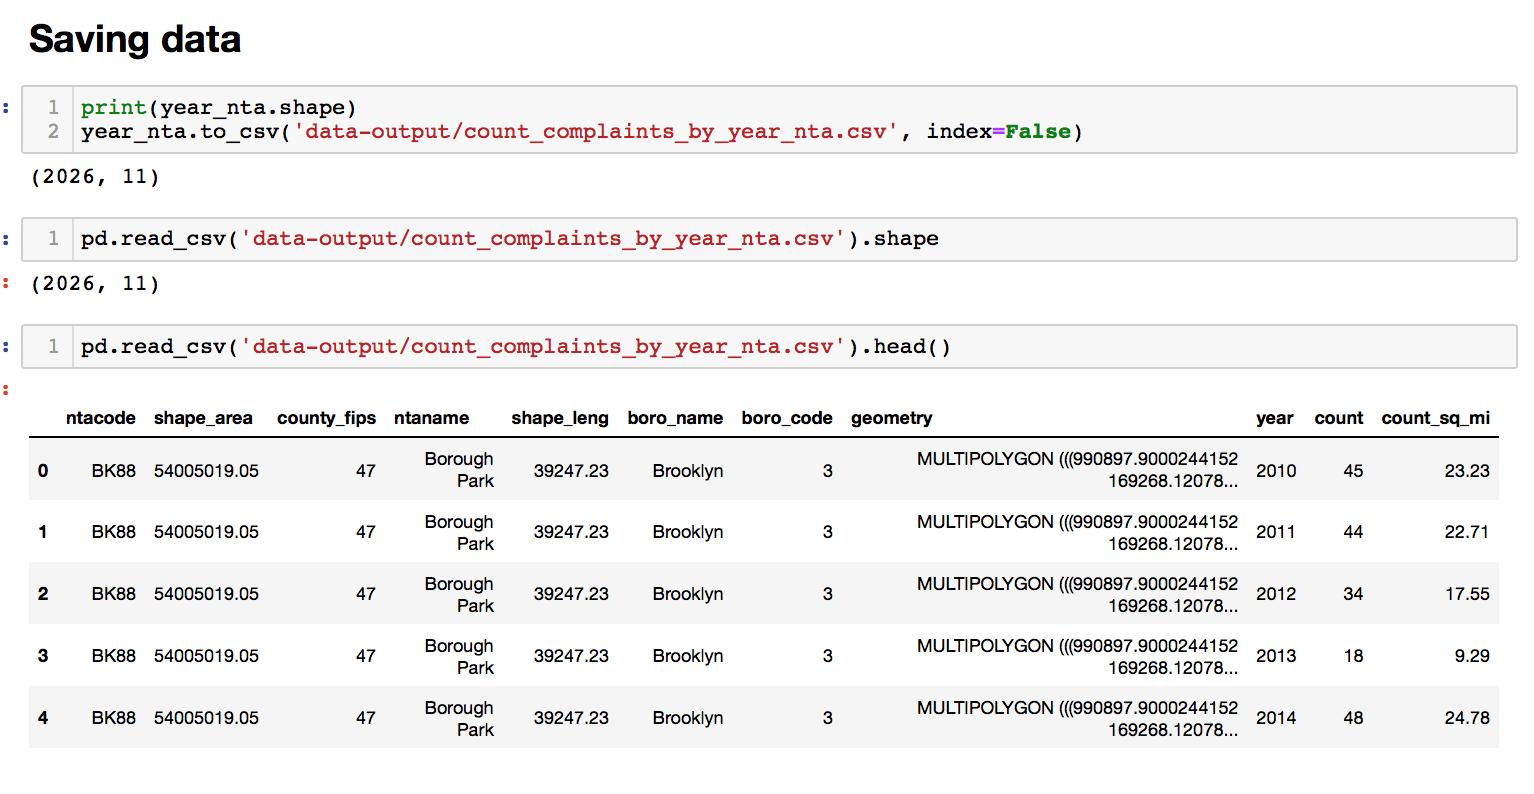 Saving data
: 1 print(year_nta.shape)
2 year_nta.to_csv('data-output/count_complaints_by_year_nta.csv', index=False)
(2026, 11)
: 1 pd.read_csv('data-output/count_complaints_by_year_nta.csv').shape
: (2026, 11)
: 1 pd.read_csv('data-output/count_complaints_by_year_nta.csv').head()
:
ntacode shape_area county_fips ntaname shape_leng boro_name boro_code geometry year count count_sq_mi
0 BK88 54005019.05 47 Borough Park 39247.23 Brooklyn 3 MULTIPOLYGON (((990897.9000244152 169268.12078... 2010 45 23.23
1 BK88 54005019.05 47 Borough Park 39247.23 Brooklyn 3 MULTIPOLYGON (((990897.9000244152 169268.12078... 2011 44 22.71
2 BK88 54005019.05 47 Borough Park 39247.23 Brooklyn 3 MULTIPOLYGON (((990897.9000244152 169268.12078... 2012 34 17.55
3 BK88 54005019.05 47 Borough Park 39247.23 Brooklyn 3 MULTIPOLYGON (((990897.9000244152 169268.12078... 2013 18 9.29
4 BK88 54005019.05 47 Borough Park 39247.23 Brooklyn 3 MULTIPOLYGON (((990897.9000244152 169268.12078... 2014 48 24.78